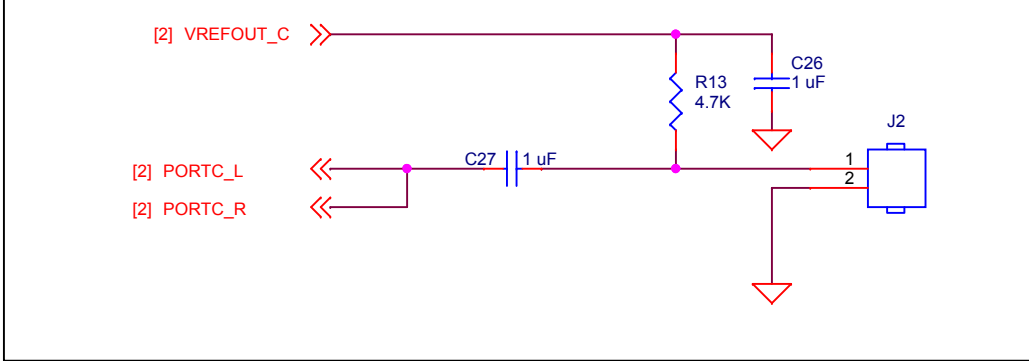 [2] VREFOUT_C
C26
1 uF
R13
4.7K
J2
C27
1 uF
1
[2] PORTC_L
2
[2] PORTC_R